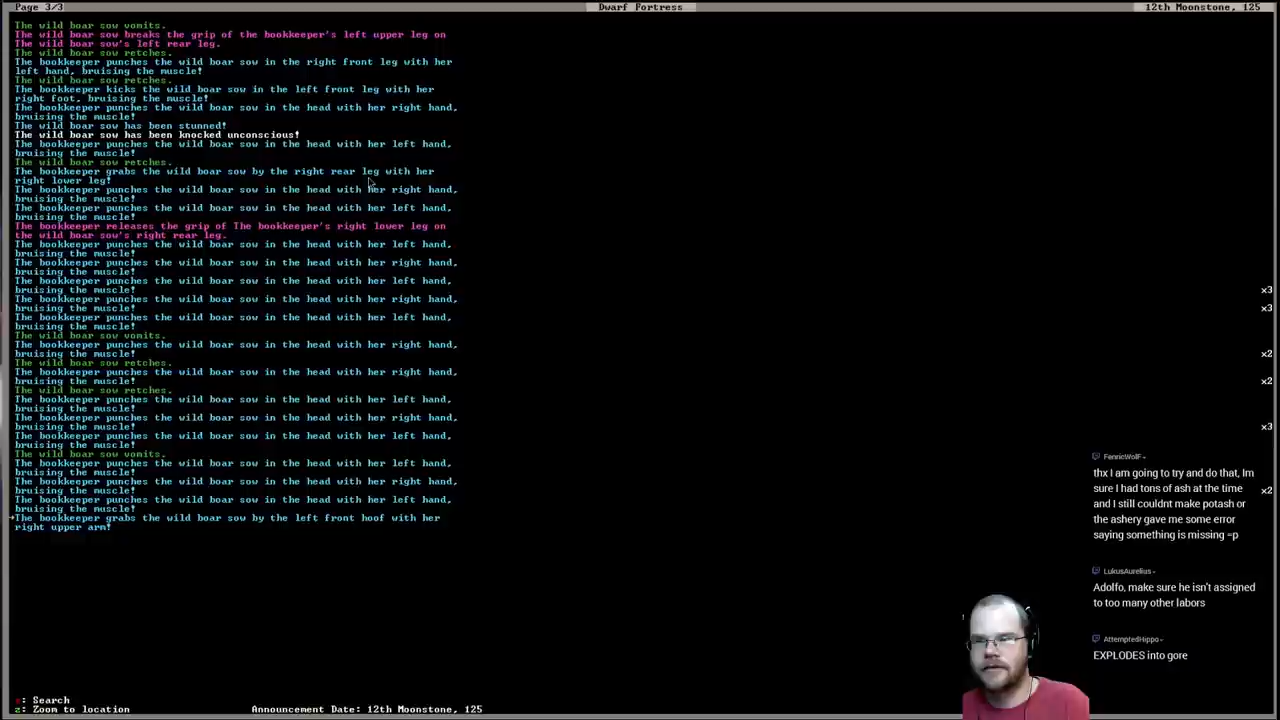 Page 3/3
Dwarf Fortress
12th Moonstone, 125
The wild boar sow vomits.
The wild boar sow breaks the grip of the bookkeeper's left upper leg on
The wild boar sow's left rear leg.
The wild boar sow retches.
The bookkeeper punches the wild boar sow in the right front leg with her
left hand, bruising the muscle!
The wild boar sow retches.
The bookkeeper kicks the wild boar sow in the left front leg with her
right foot, bruising the muscle!
The bookkeeper punches the wild boar sow in the head with her right hand,
bruising the muscle!
The wild boar sow has been stunned!
The wild boar sow has been knocked unconscious!
The bookkeeper punches the wild boar sow in the head with her left hand,
bruising the muscle!
The wild boar sow retches.
The bookkeeper grabs the wild boar sow by the right rear leg with her
right lower leg!
The bookkeeper punches the wild boar sow in the head with her right hand,
bruising the muscle!
The bookkeeper punches the wild boar sow in the head with her left hand,
bruising the muscle!
The bookkeeper releases the grip of The bookkeeper's right lower leg on
the wild boar sow's right rear leg.
The bookkeeper punches the wild boar sow in the head with her left hand,
bruising the muscle!
The bookkeeper punches the wild boar sow in the head with her right hand,
bruising the muscle!
The bookkeeper punches the wild boar sow in the head with her left hand,
bruising the muscle! x3
The bookkeeper punches the wild boar sow in the head with her right hand,
bruising the muscle! x3
The bookkeeper punches the wild boar sow in the head with her left hand,
bruising the muscle!
The wild boar sow vomits.
The bookkeeper punches the wild boar sow in the head with her right hand,
bruising the muscle! x2
The wild boar sow retches.
The bookkeeper punches the wild boar sow in the head with her right hand,
bruising the muscle! x2
The wild boar sow retches.
The bookkeeper punches the wild boar sow in the head with her left hand,
bruising the muscle!
The bookkeeper punches the wild boar sow in the head with her right hand,
bruising the muscle! x3
The bookkeeper punches the wild boar sow in the head with her left hand,
bruising the muscle!
The wild boar sow vomits.
The bookkeeper punches the wild boar sow in the head with her left hand,
bruising the muscle!
The bookkeeper punches the wild boar sow in the head with her right hand,
bruising the muscle! x2
The bookkeeper punches the wild boar sow in the head with her left hand,
bruising the muscle!
The bookkeeper grabs the wild boar sow by the left front hoof with her
right upper arm!
FenricWolF-
thx I am going to try and do that, Im
sure I had tons of ash at the time
and I still couldnt make potash or
the ashery gave me some error
saying something is missing =p
LukusAurelius-
Adolfo, make sure he isn't assigned
to too many other labors
AttemptedHippo-
EXPLODES into gore
s: Search
z: Zoom to location
Announcement Date: 12th Moonstone, 125